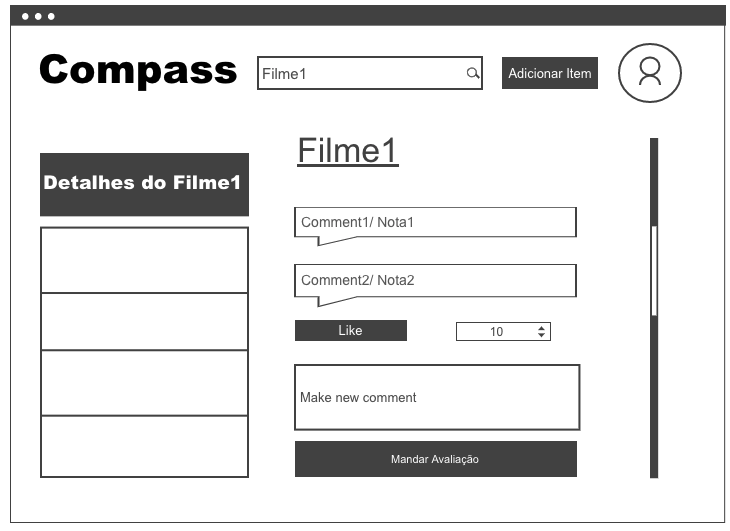 Compass
Filme1
Adicionar Item
Detalhes do Filme1
Filme1
Comment1/ Nota1
Comment2/ Nota2
Like
10
Make new comment
Mandar Avaliação